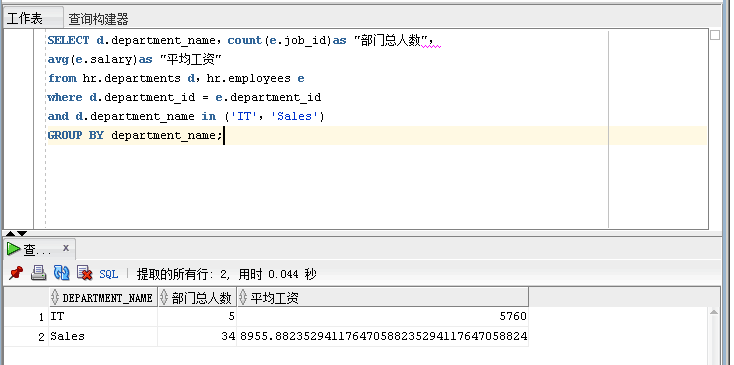 工作表 查询构建器
SELECT d.department_name，count(e.job_id)as "部门总人数"，
avg(e.salary)as "平均工资"
from hr.departments d，hr.employees e
where d.department_id = e.department_id
and d.department_name in ('IT'，'Sales')
GROUP BY department_name;
查... x
SQL | 提取的所有行: 2, 用时 0.044 秒
DEPARTMENT_NAME 部门总人数 平均工资
1 IT 5 5760
2 Sales 34 8955.882352941176470588235294117647058824